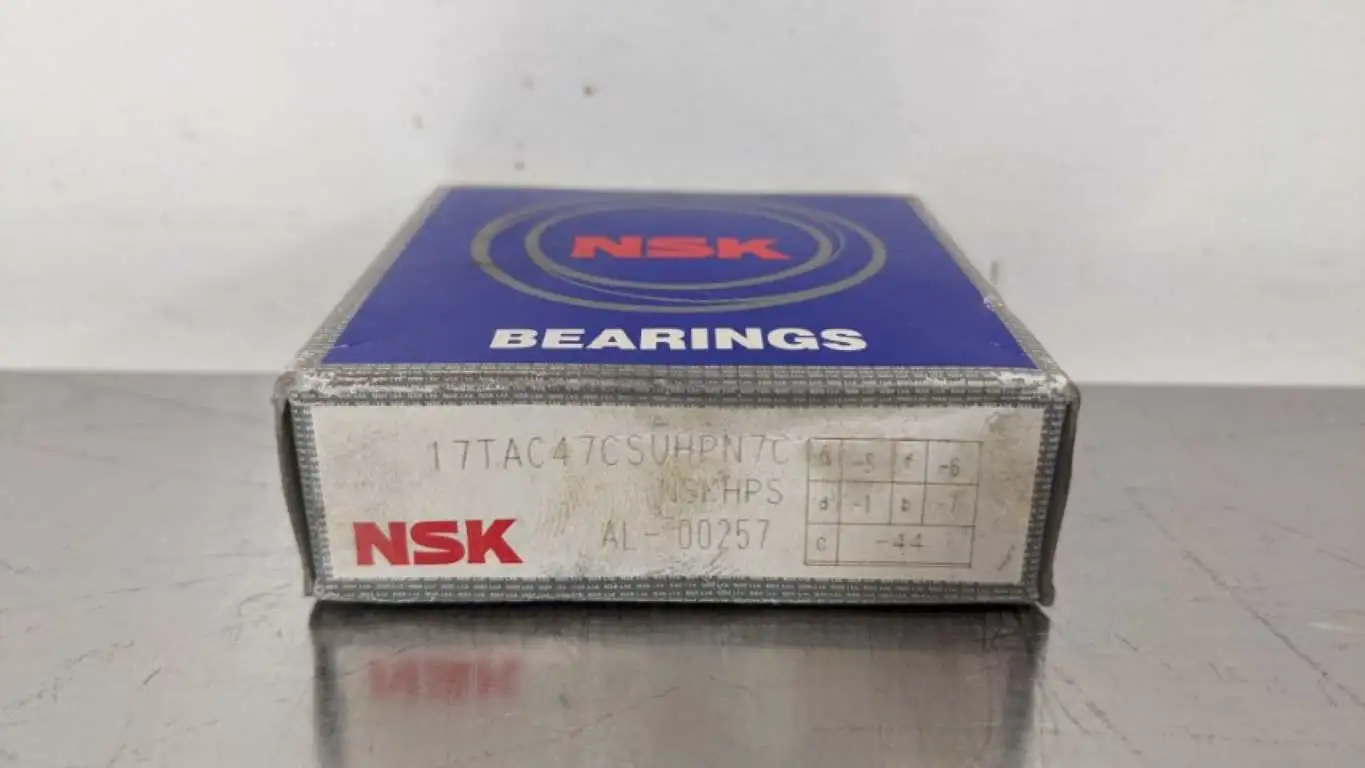 NSK
BEARINGS
17TAC47CSUHPN7C
NSKHPS
AL-00257
NSK
D -5 r -6
d -1 b -7
c -44